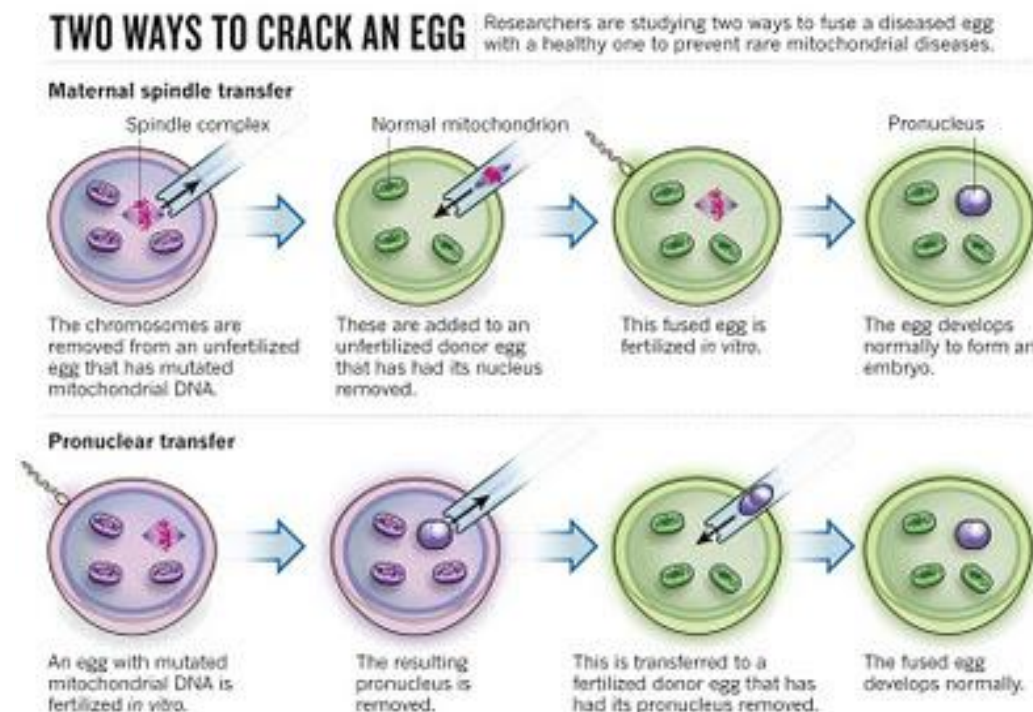 TWO WAYS TO CRACK AN EGG
Researchers are studying two ways to fuse a diseased egg
with a healthy one to prevent rare mitochondrial diseases.
Maternal spindle transfer
Spindle complex
Normal mitochondrion
Pronucleus
The chromosomes are
removed from an unfertilized
egg that has mutated
mitochondrial DNA.
These are added to an
unfertilized donor egg
that has had its nucleus
removed.
This fused egg is
fertilized in vitro.
The egg develops
normally to form an
embryo.
Pronuclear transfer
An egg with mutated
mitochondrial DNA is
fertilized in vitro.
The resulting
pronucleus is
removed.
This is transferred to a
fertilized donor egg that has
had its pronucleus removed.
The fused egg
develops normally.